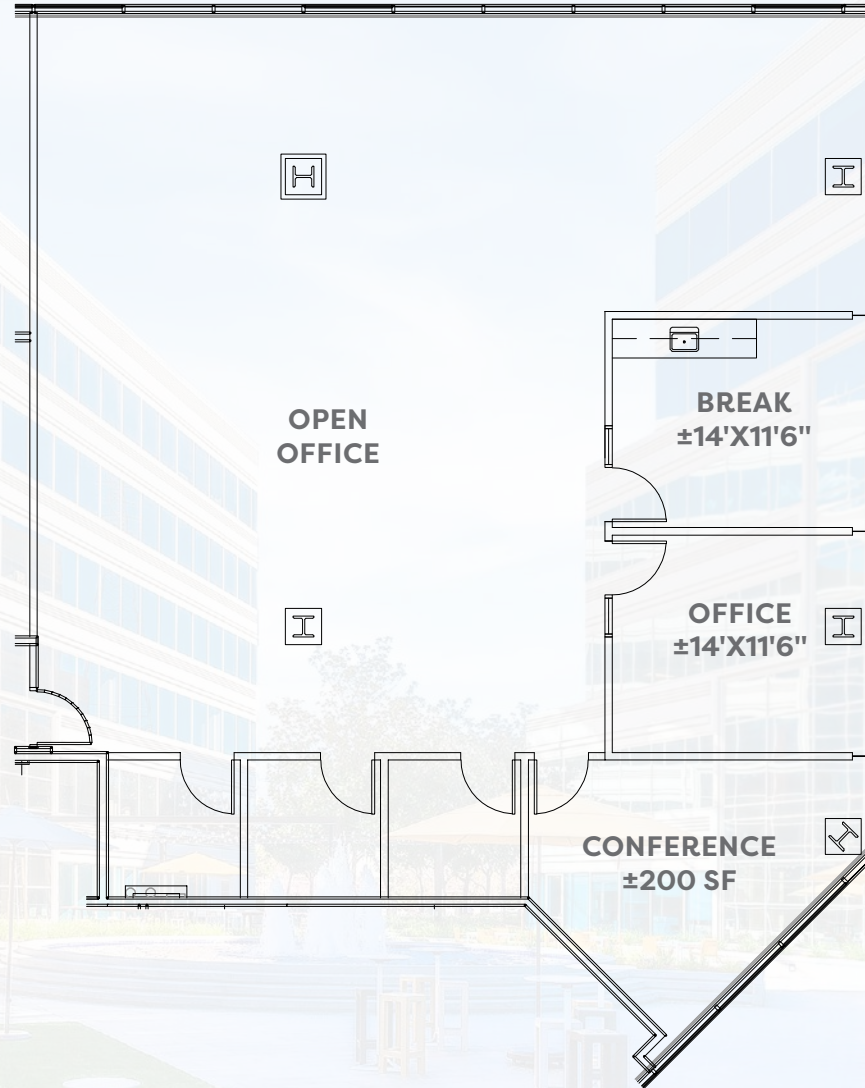 OPEN
OFFICE
BREAK
±14'X11'6"
OFFICE
±14'X11'6"
CONFERENCE
±200 SF